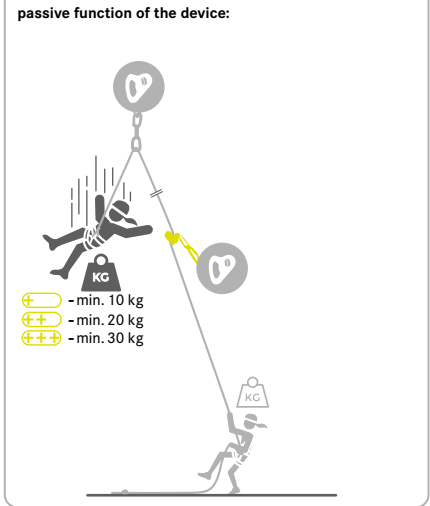 passive function of the device:
KG
+ - min. 10 kg
++ - min. 20 kg
+++ - min. 30 kg
KG